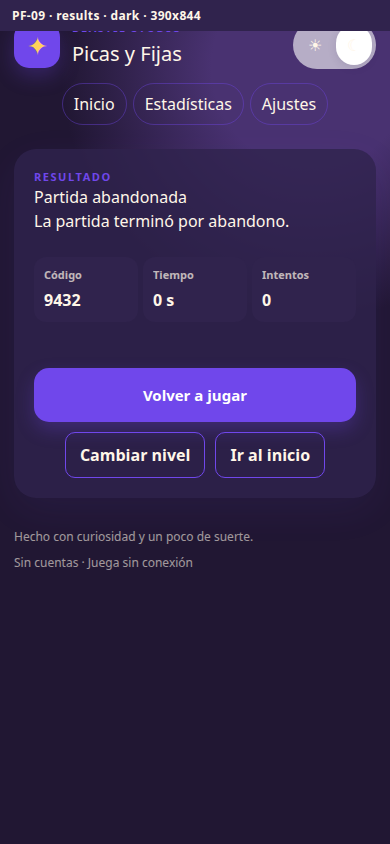 PF-09 · results · dark · 390x844
Picas y Fijas
Inicio
Estadísticas
Ajustes
RESULTADO
Partida abandonada
La partida terminó por abandono.
Código
Tiempo
Intentos
9432
0 s
0
Volver a jugar
Cambiar nivel
Ir al inicio
Hecho con curiosidad y un poco de suerte.
Sin cuentas · Juega sin conexión